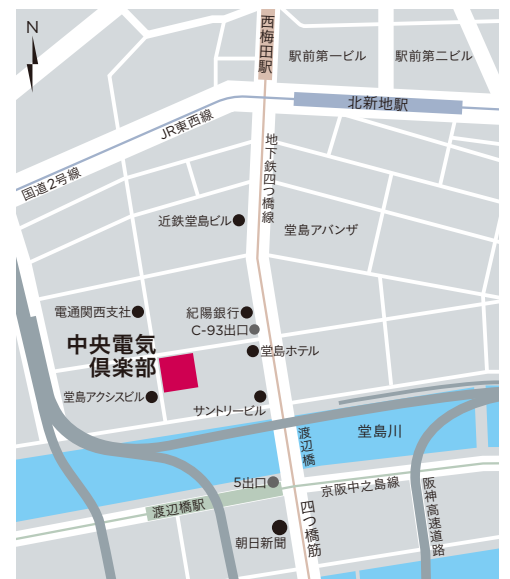 N
西梅田駅
駅前第一ビル
駅前第二ビル
北新地駅
JR東西線
国道2号線
地下鉄四つ橋線
近鉄堂島ビル
堂島アバンザ
電通関西支社
紀陽銀行
C-93出口
中央電気
倶楽部
堂島ホテル
堂島アクシスビル
サントリービル
渡辺橋
堂島川
5出口
京阪中之島線
渡辺橋駅
四つ橋筋
阪神高速道路
朝日新聞